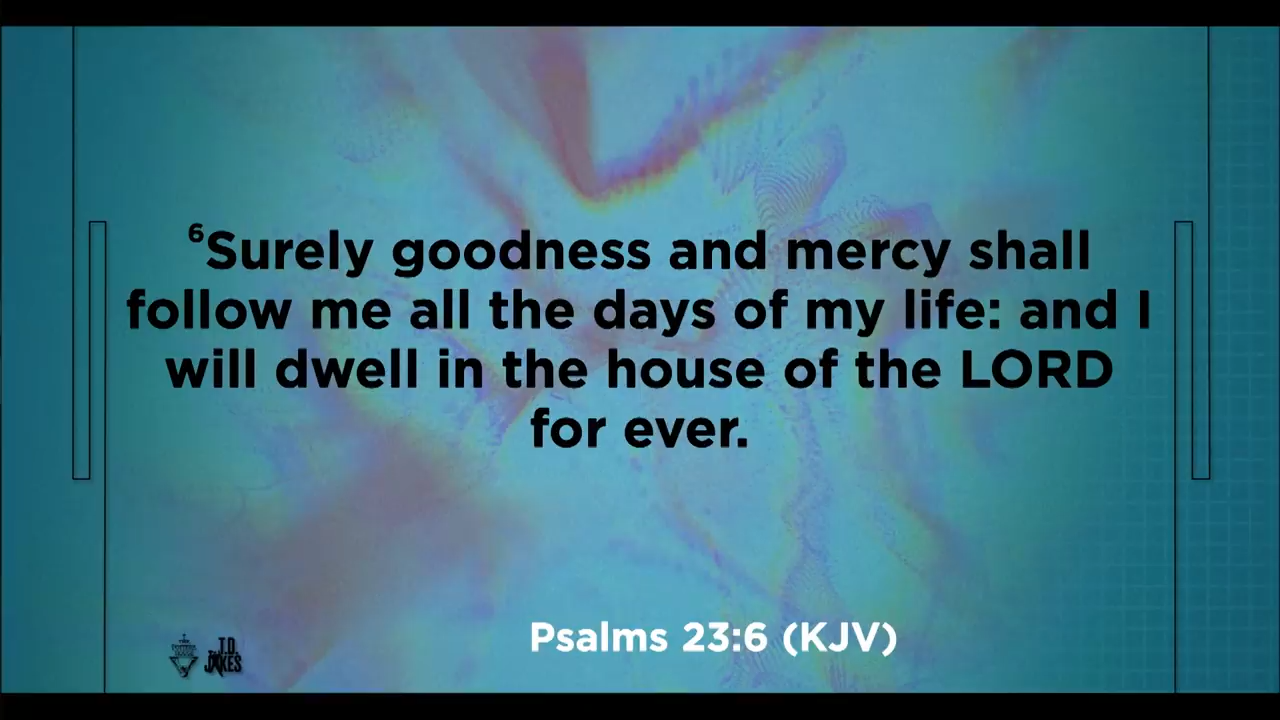 ⁶Surely goodness and mercy shall
follow me all the days of my life: and I
will dwell in the house of the LORD
for ever.
Psalms 23:6 (KJV)
T.D.
JAKES